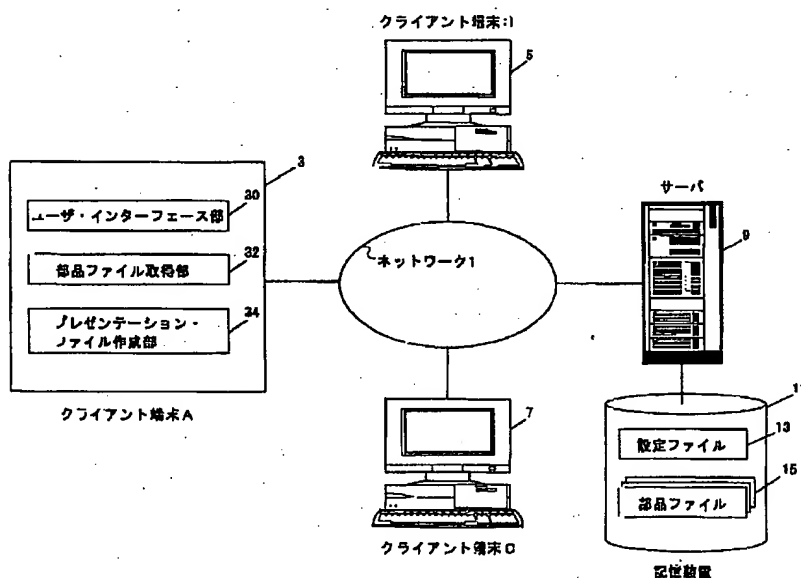 クライアント端末
5
3
ユーザ・インターフェース部
30
部品ファイル取得部
32
プレゼンテーション・
ファイル作成部
34
クライアント端末A
ネットワーク1
サーバ
9
7
クライアント端末C
11
設定ファイル
13
部品ファイル
15
記憶装置